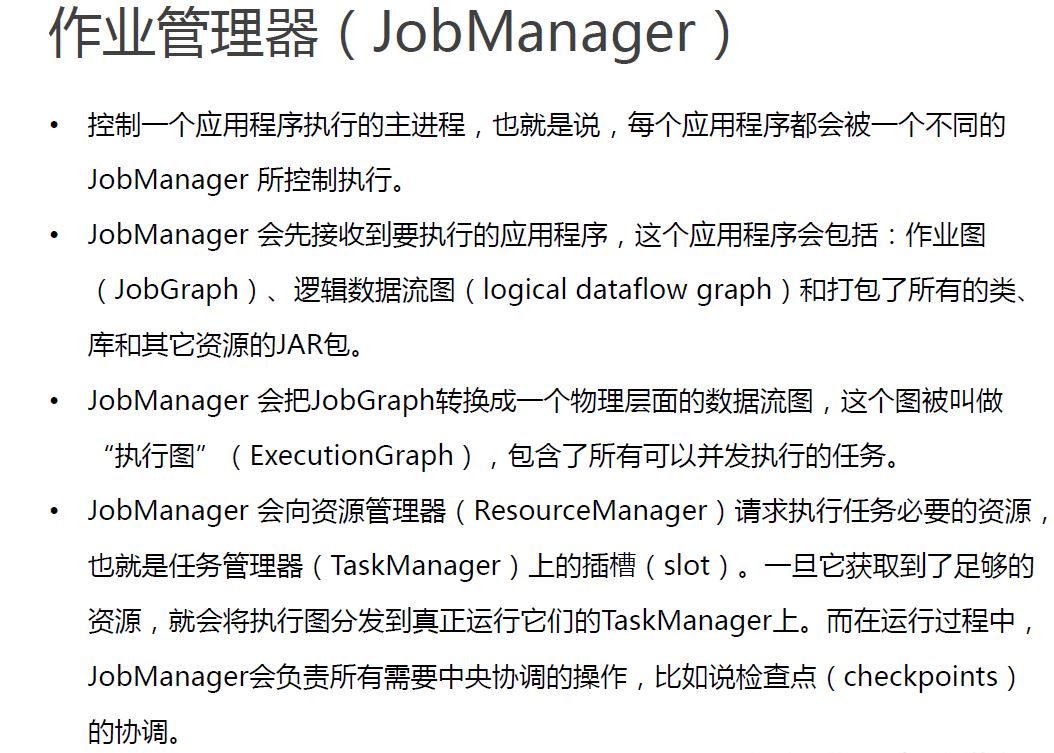 作业管理器（JobManager）
• 控制一个应用程序执行的主进程，也就是说，每个应用程序都会被一个不同的
JobManager 所控制执行。
• JobManager 会先接收到要执行的应用程序，这个应用程序会包括：作业图
（JobGraph）、逻辑数据流图（logical dataflow graph）和打包了所有的类、
库和其它资源的JAR包。
• JobManager 会把JobGraph转换成一个物理层面的数据流图，这个图被叫做
“执行图”（ExecutionGraph），包含了所有可以并发执行的任务。
• JobManager 会向资源管理器（ResourceManager）请求执行任务必要的资源，
也就是任务管理器（TaskManager）上的插槽（slot）。一旦它获取到了足够的
资源，就会将执行图分发到真正运行它们的TaskManager上。而在运行过程中，
JobManager会负责所有需要中央协调的操作，比如说检查点（checkpoints）
的协调。